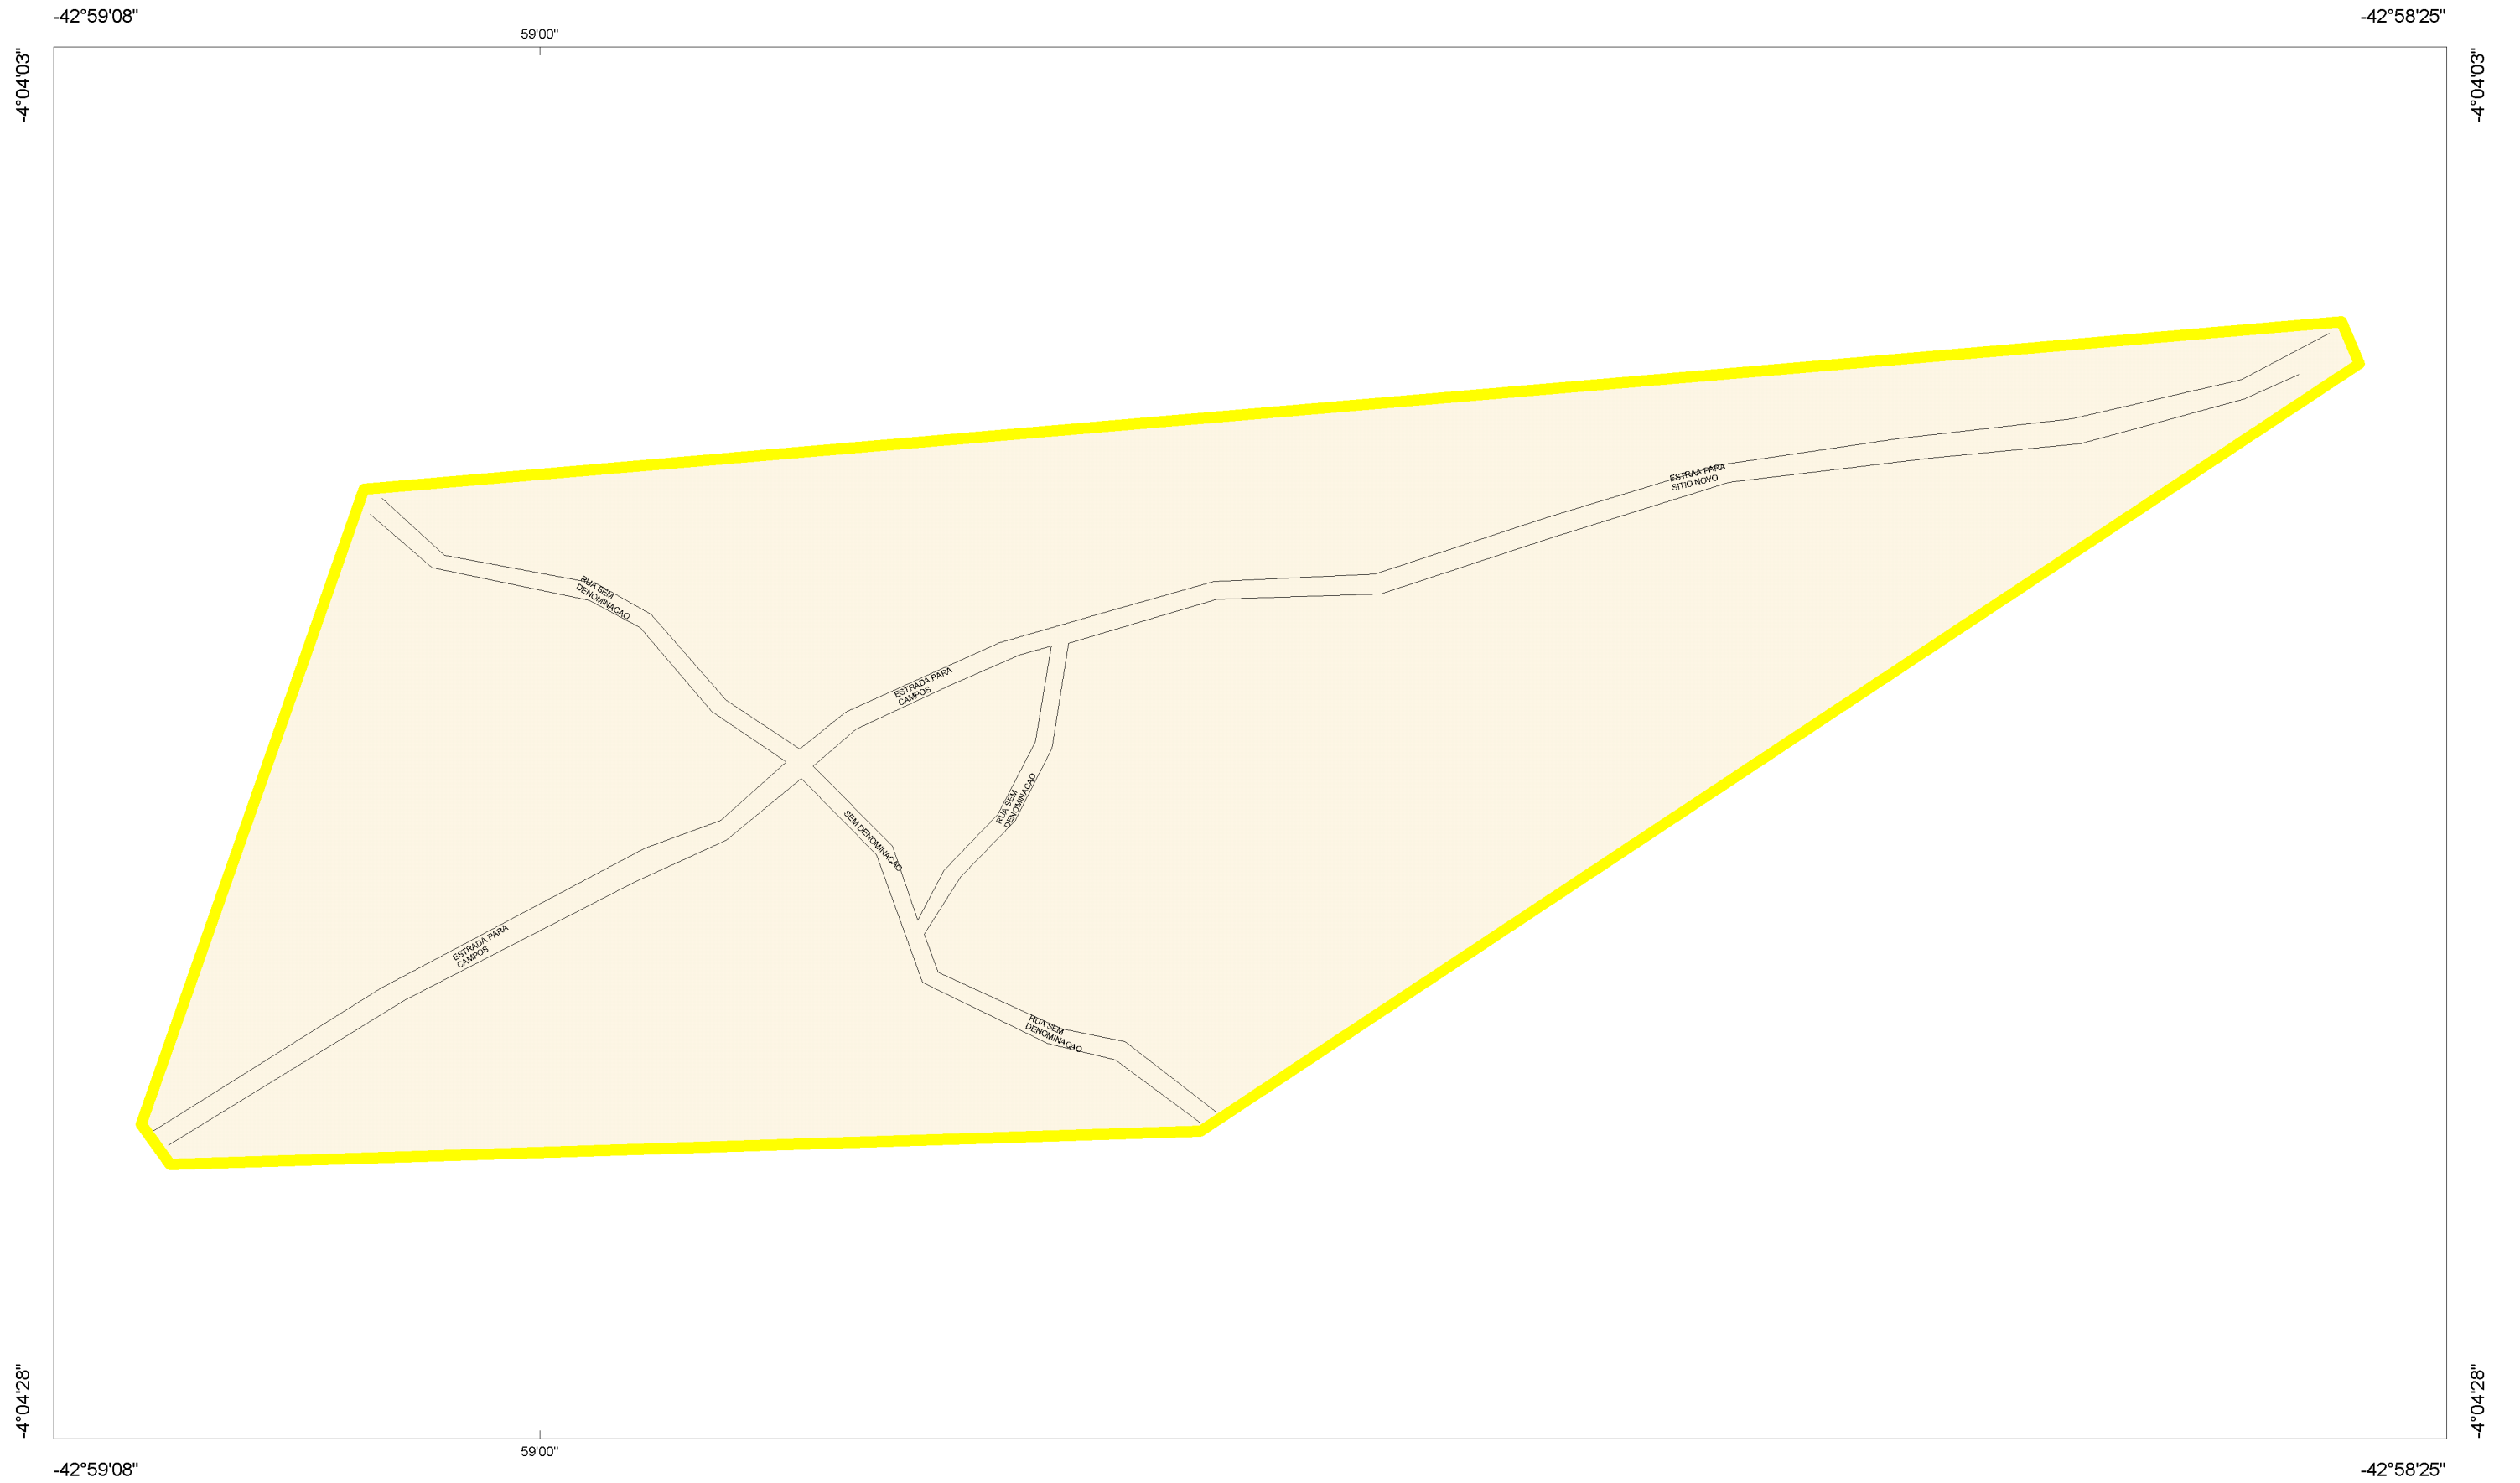 -42°59'08"
-42°58'25"
59'00"
-4°04'03"
-4°04'03"
ESTRAA PARA
SITIO NOVO
RUA SEM
DENOMINACAO
ESTRADA PARA
CAMPOS
RUA SEM
DENOMINACAO
SEM DENOMINACAO
ESTRADA PARA
CAMPOS
RUA SEM
DENOMINACAO
-4°04'28"
-4°04'28"
59'00"
-42°59'08"
-42°58'25"